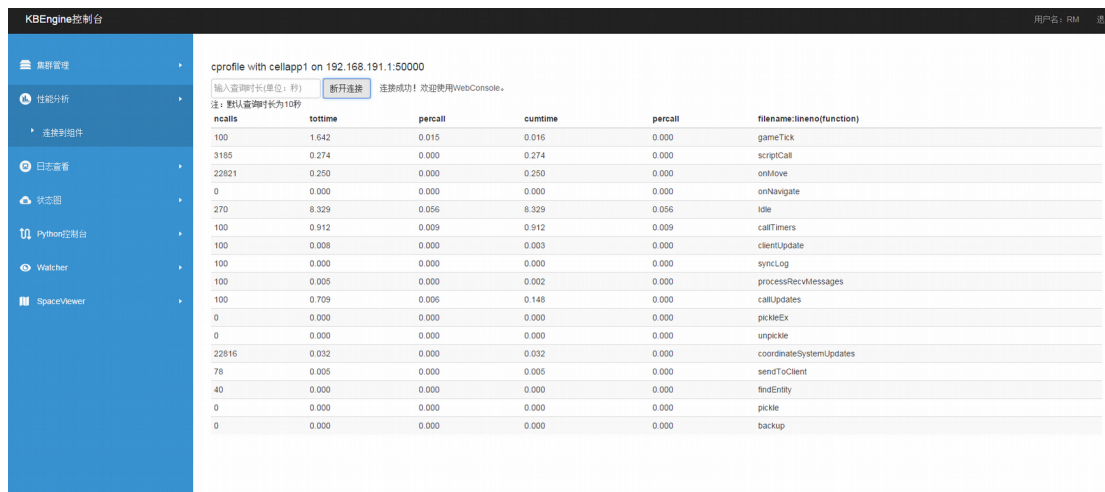 KBEngine控制台
用户名：RM
集群管理
性能分析
连接到组件
日志查看
状态图
Python控制台
Watcher
SpaceViewer
cprofile with cellapp1 on 192.168.191.1:50000
输入查询时长(单位：秒) 断开连接 连接成功！欢迎使用WebConsole。
注：默认查询时长为10秒
ncalls tottime percall cumtime percall filename:lineno(function)
100 1.642 0.015 0.016 0.000 gameTick
3185 0.274 0.000 0.274 0.000 scriptCall
22821 0.250 0.000 0.250 0.000 onMove
0 0.000 0.000 0.000 0.000 onNavigate
270 8.329 0.056 8.329 0.056 Idle
100 0.912 0.009 0.912 0.009 callTimers
100 0.008 0.000 0.003 0.000 clientUpdate
100 0.000 0.000 0.000 0.000 syncLog
100 0.005 0.000 0.002 0.000 processRecvMessages
100 0.709 0.006 0.148 0.000 callUpdates
0 0.000 0.000 0.000 0.000 pickleEx
0 0.000 0.000 0.000 0.000 unpickle
22816 0.032 0.000 0.032 0.000 coordinateSystemUpdates
78 0.005 0.000 0.005 0.000 sendToClient
40 0.000 0.000 0.000 0.000 findEntity
0 0.000 0.000 0.000 0.000 pickle
0 0.000 0.000 0.000 0.000 backup